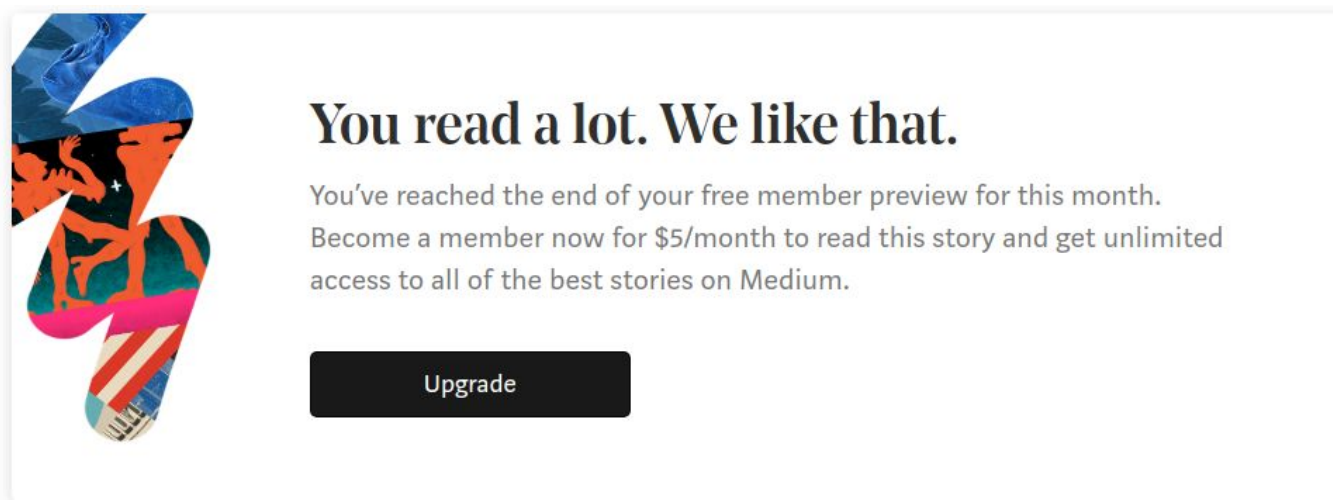 You read a lot. We like that.
You’ve reached the end of your free member preview for this month.
Become a member now for $5/month to read this story and get unlimited
access to all of the best stories on Medium.
Upgrade